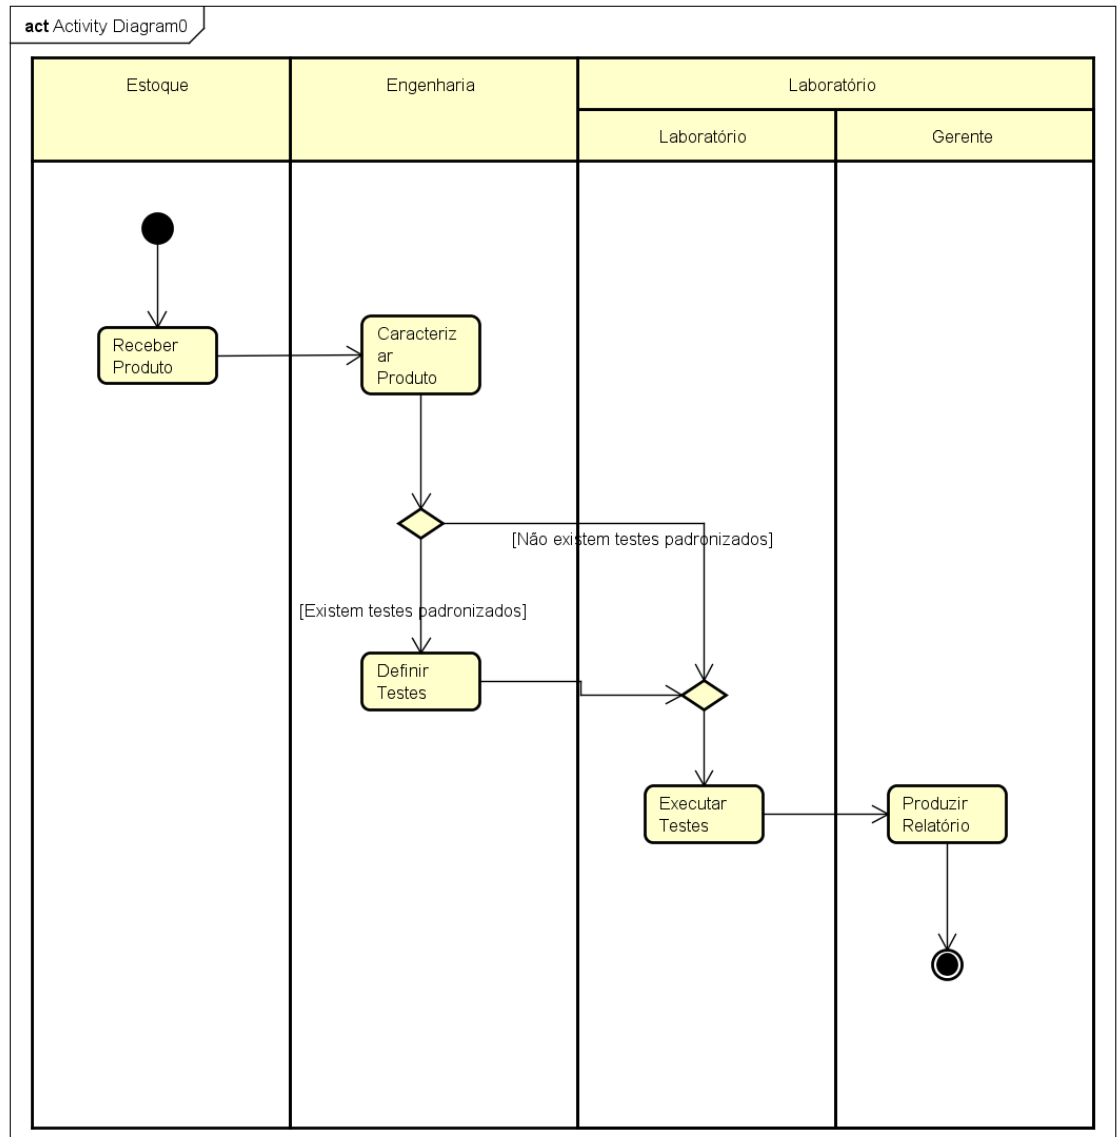 act Activity Diagram0
Estoque
Engenharia
Laboratório
Laboratório
Gerente
Receber
Produto
Caracteriz
ar
Produto
[Não existem testes padronizados]
[Existem testes padronizados]
Definir
Testes
Executar
Testes
Produzir
Relatório